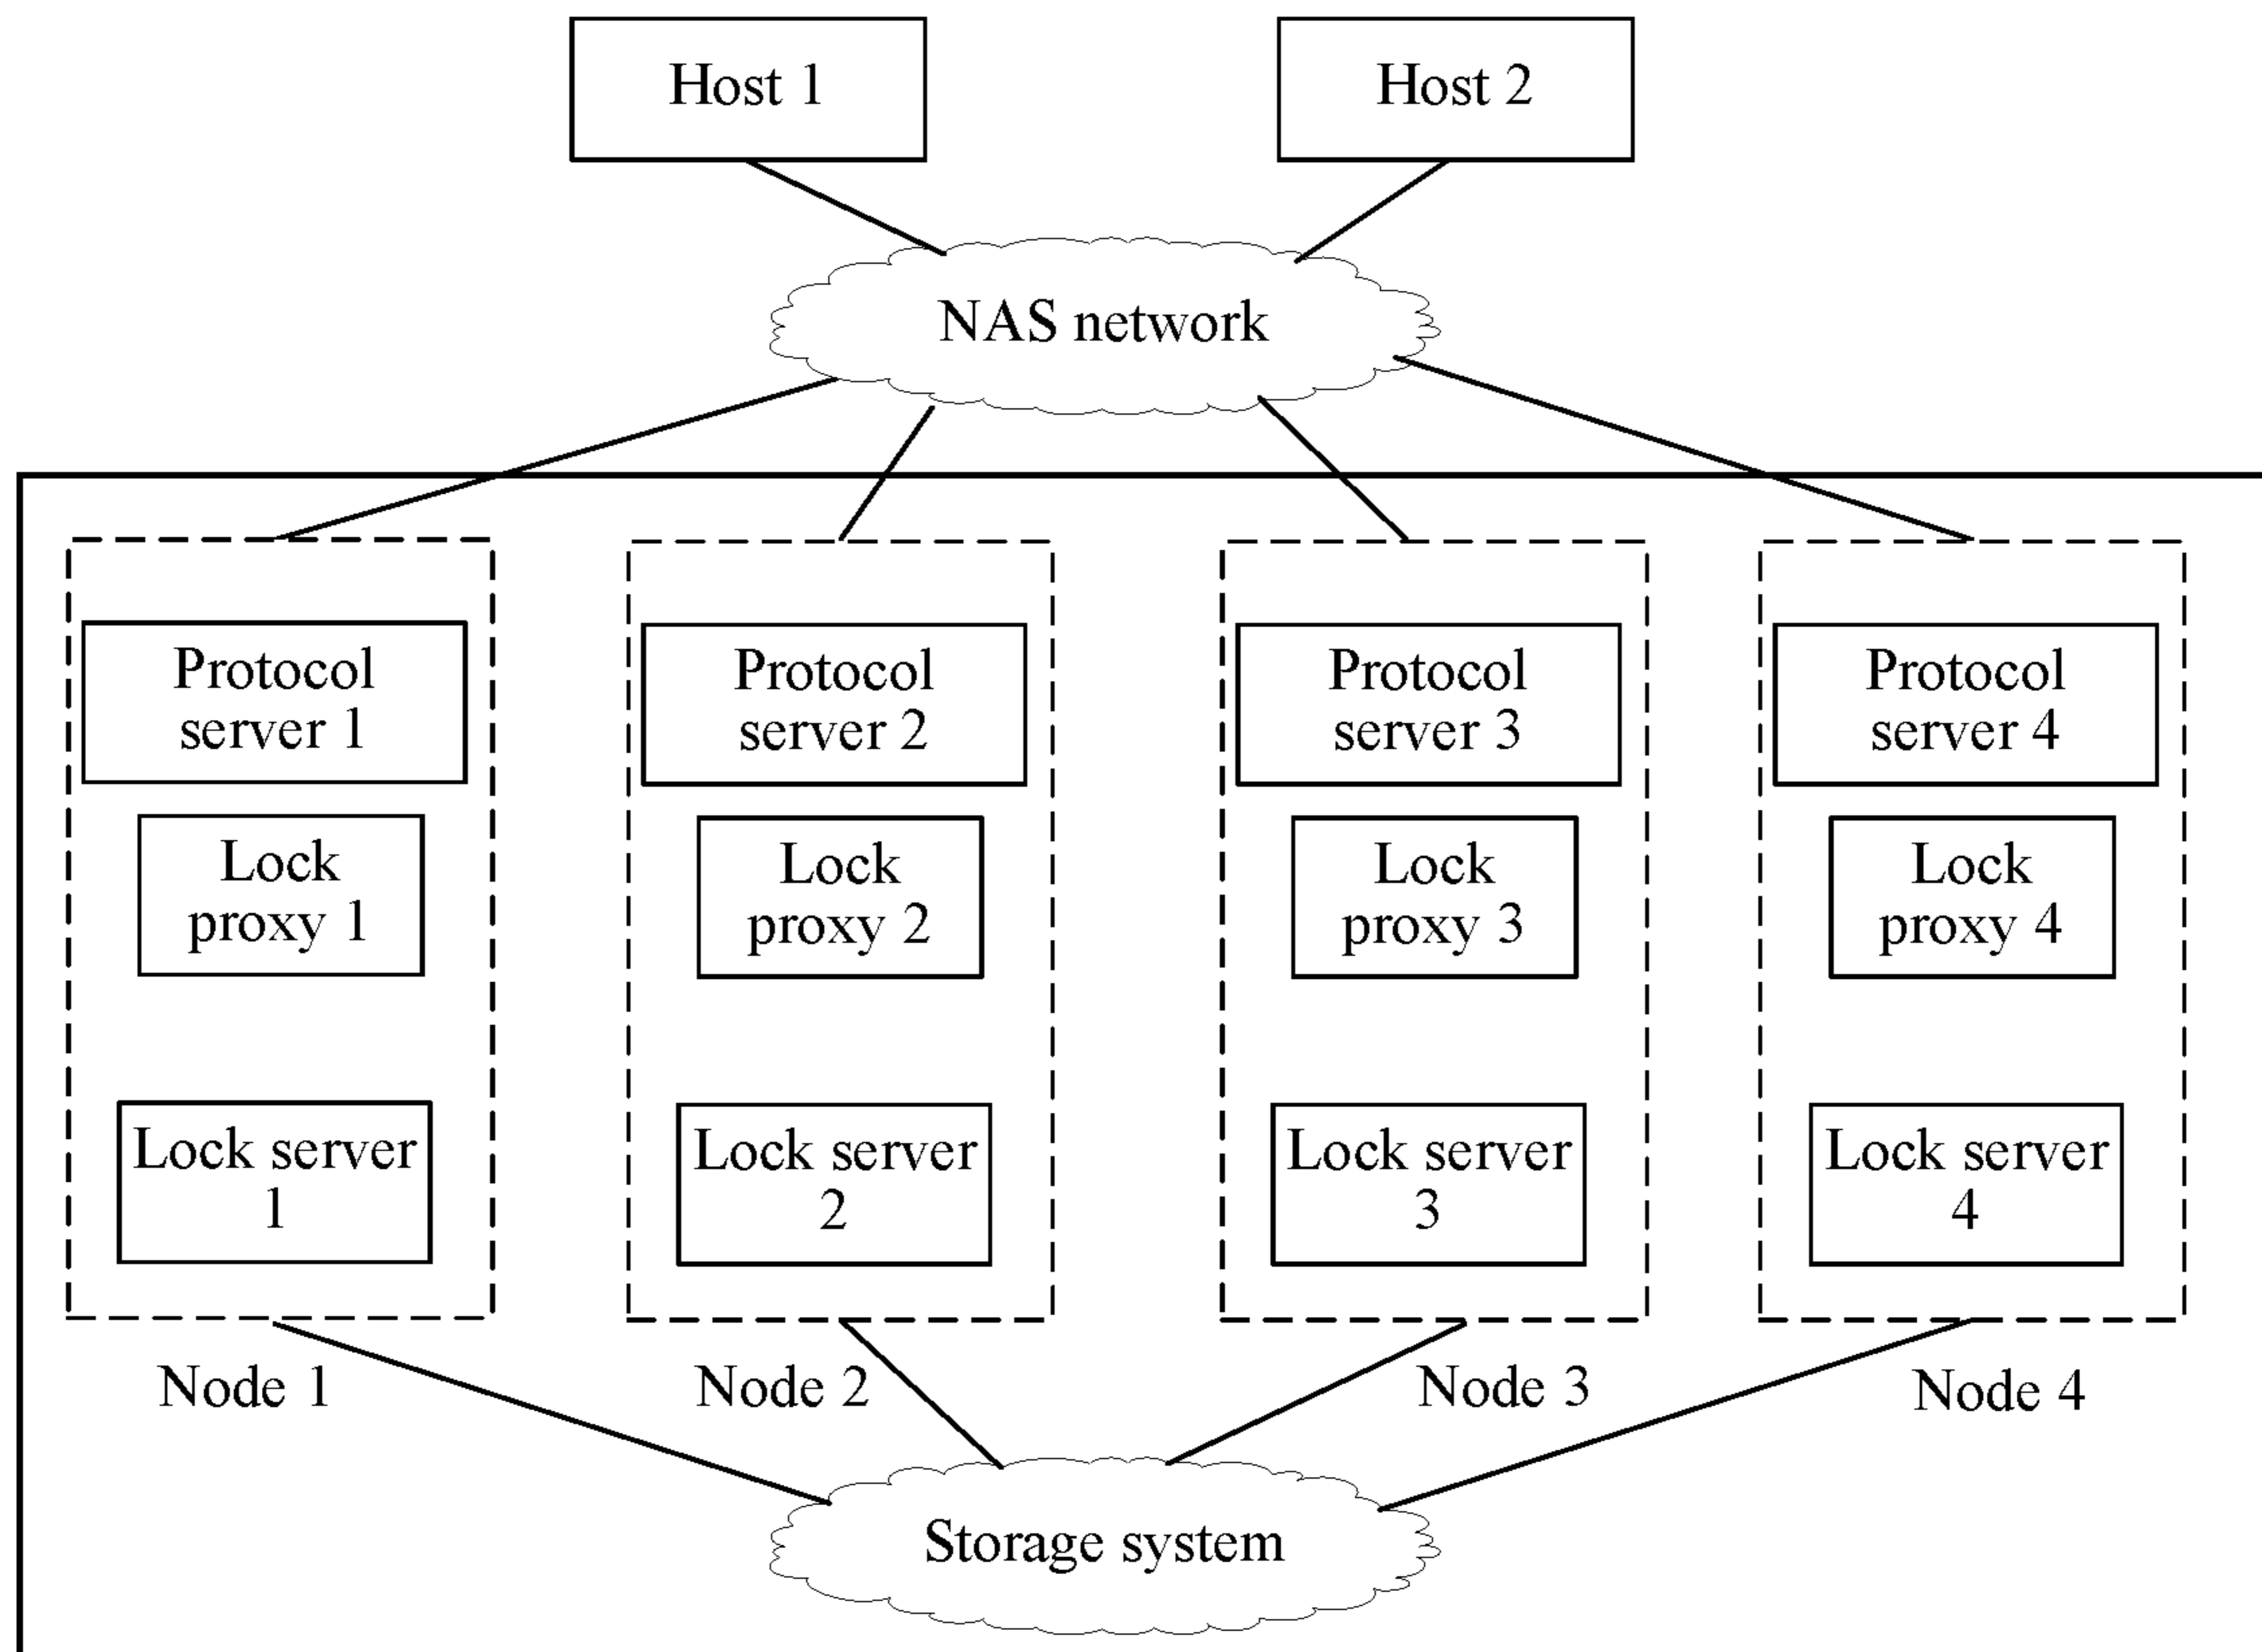 Host 1
Host 2
NAS network
Protocol
server 1
Protocol
server 2
Protocol
server 3
Protocol
server 4
Lock
proxy 1
Lock
proxy 2
Lock
proxy 3
Lock
proxy 4
Lock server
1
Lock server
2
Lock server
3
Lock server
4
Node 1
Node 2
Node 3
Node 4
Storage system